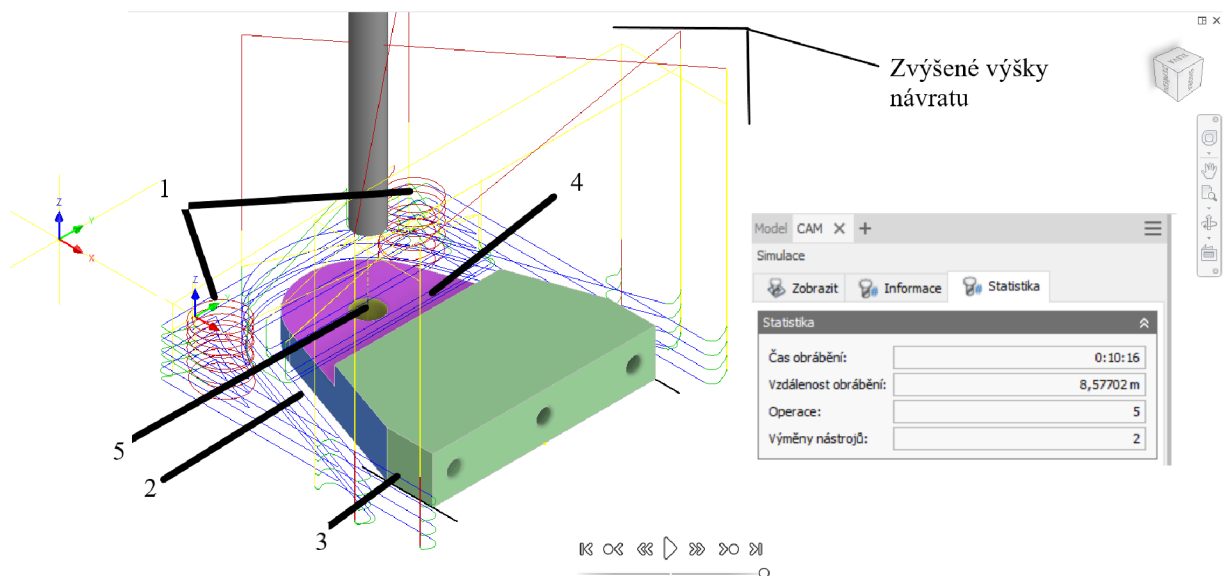 Zvýšené výšky
návratu
1
4
5
2
3
Z
Y
X
Z
Model CAM
Simulace
Zobrazit Informace Statistika
Statistika
Čas obrábění: 0:10:16
Vzdálenost obrábění: 8,57702 m
Operace: 5
Výměny nástrojů: 2